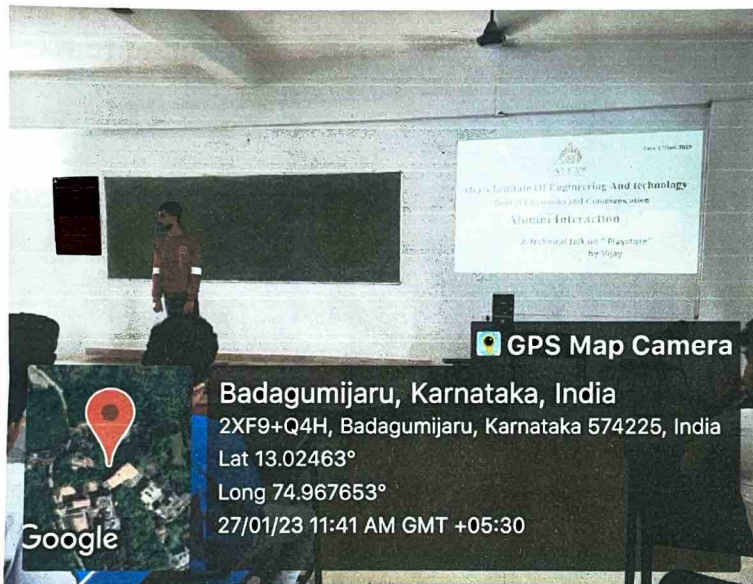 ALVA'S
Alva's Institute Of Engineering And technology
Alumni Interaction
A Technical talk on "Playstore"
by Vijay
GPS Map Camera
Badagumijaru, Karnataka, India
2XF9+Q4H, Badagumijaru, Karnataka 574225, India
Lat 13.02463°
Long 74.967653°
27/01/23 11:41 AM GMT +05:30
Google